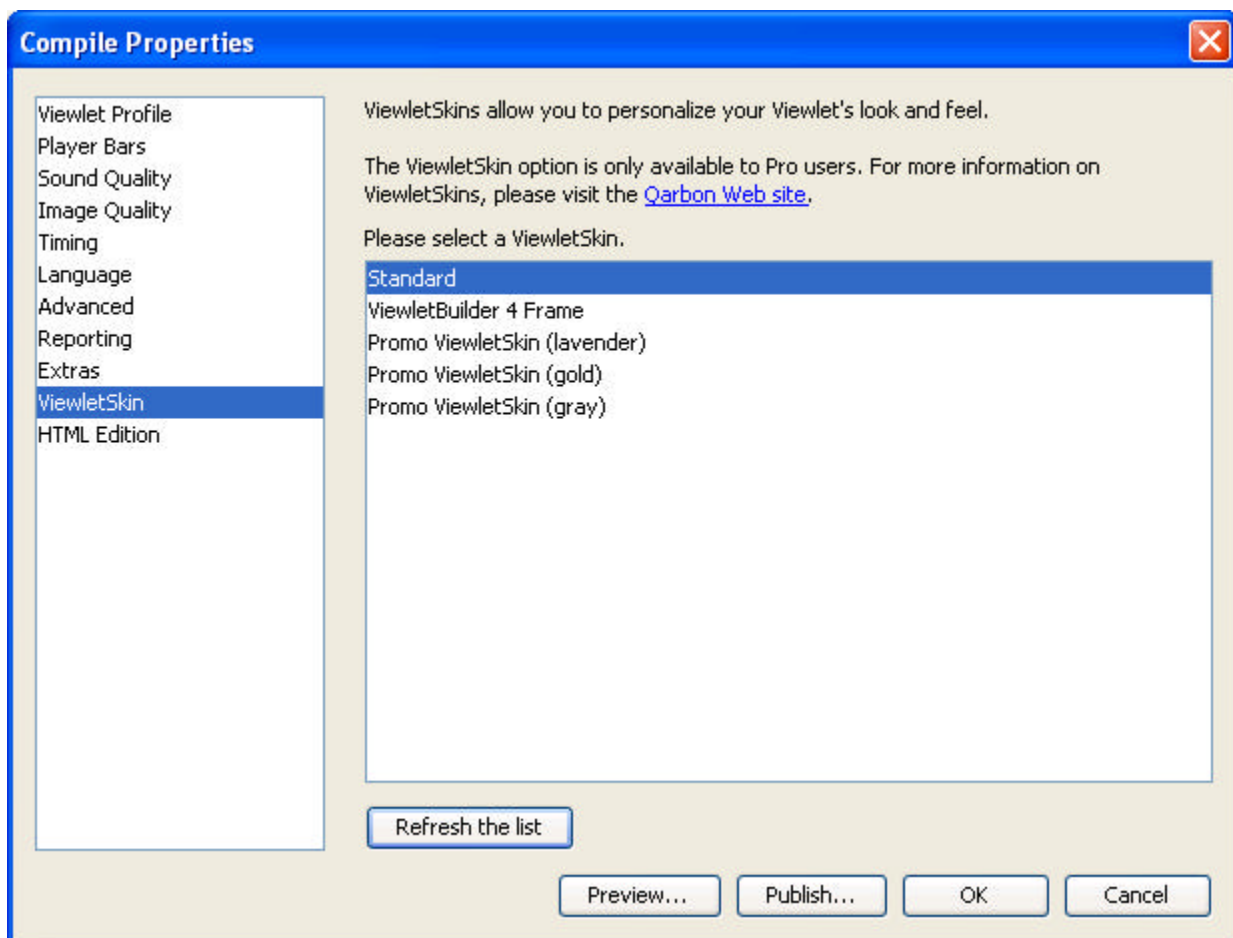 Compile Properties
Viewlet Profile
Player Bars
Sound Quality
Image Quality
Timing
Language
Advanced
Reporting
Extras
ViewletSkin
HTML Edition
ViewletSkins allow you to personalize your Viewlet's look and feel.
The ViewletSkin option is only available to Pro users. For more information on
ViewletSkins, please visit the Qarbon Web site.
Please select a ViewletSkin.
Standard
ViewletBuilder 4 Frame
Promo ViewletSkin (lavender)
Promo ViewletSkin (gold)
Promo ViewletSkin (gray)
Refresh the list
Preview... Publish... OK Cancel